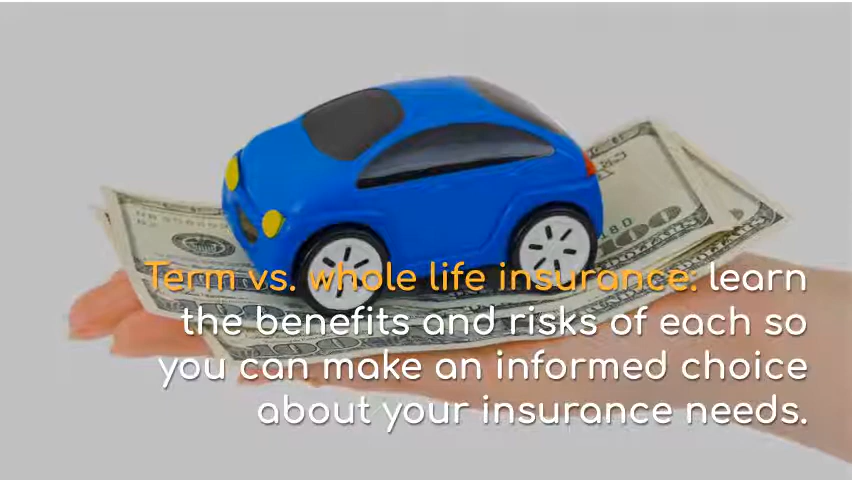 Term vs. whole life insurance: learn
the benefits and risks of each so
you can make an informed choice
about your insurance needs.